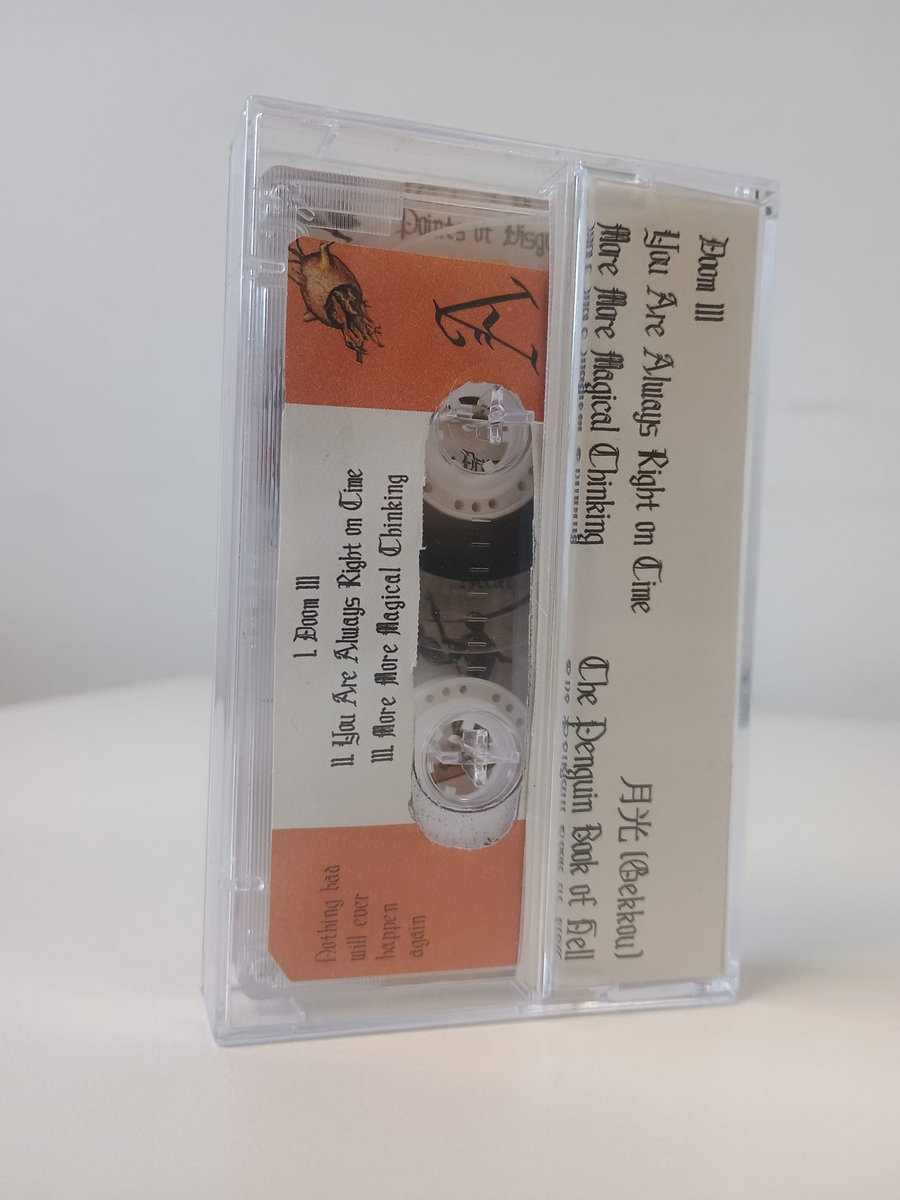 Points of
A
I. Doom III
II. You Are Always Right on Time
III. More More Magical Thinking
Nothing bad
will ever
happen
again
Doom III
You Are Always Right on Time
More More Magical Thinking
月光 (Gekkou)
The Penguin Book of Hell